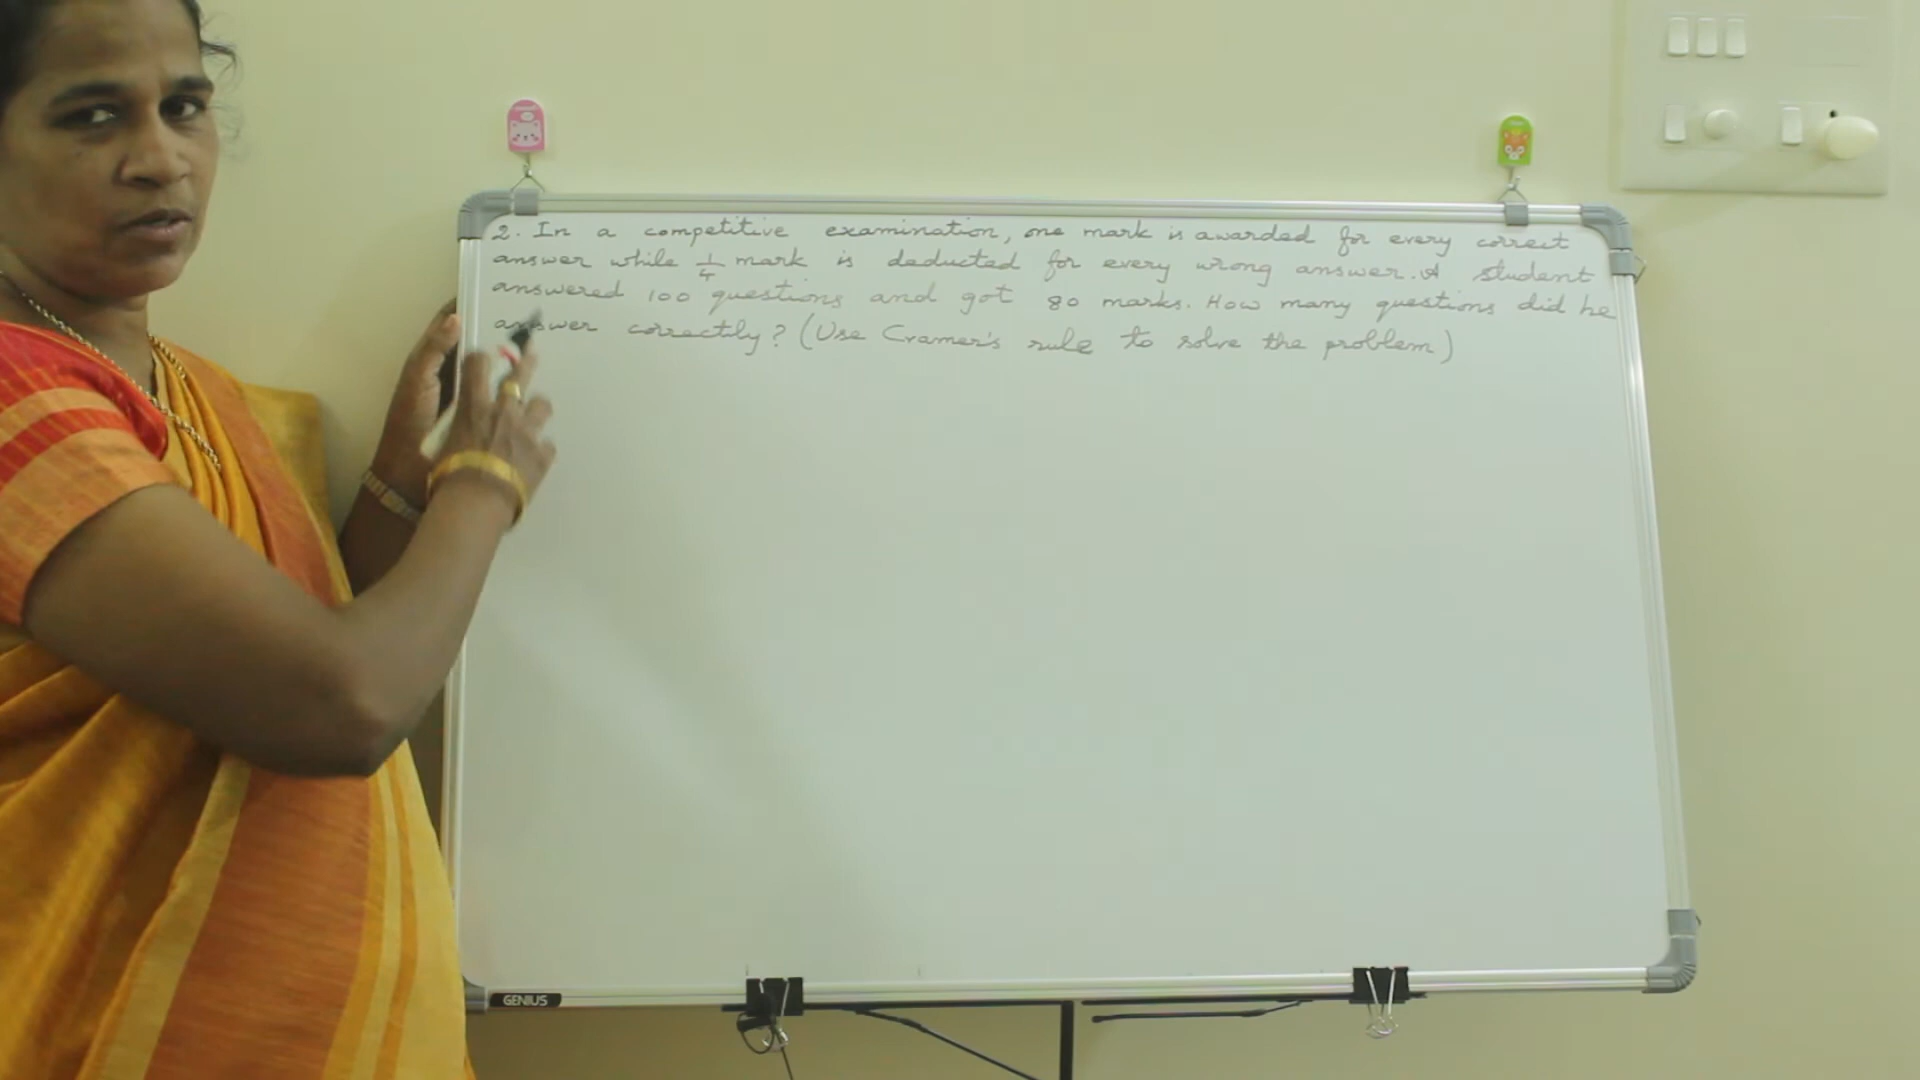 2. In a competitive examination, one mark is awarded for every correct
answer while 1/4 mark is deducted for every wrong answer. A student
answered 100 questions and got 80 marks. How many questions did he
answer correctly? (Use Cramer's rule to solve the problem)
GENIUS